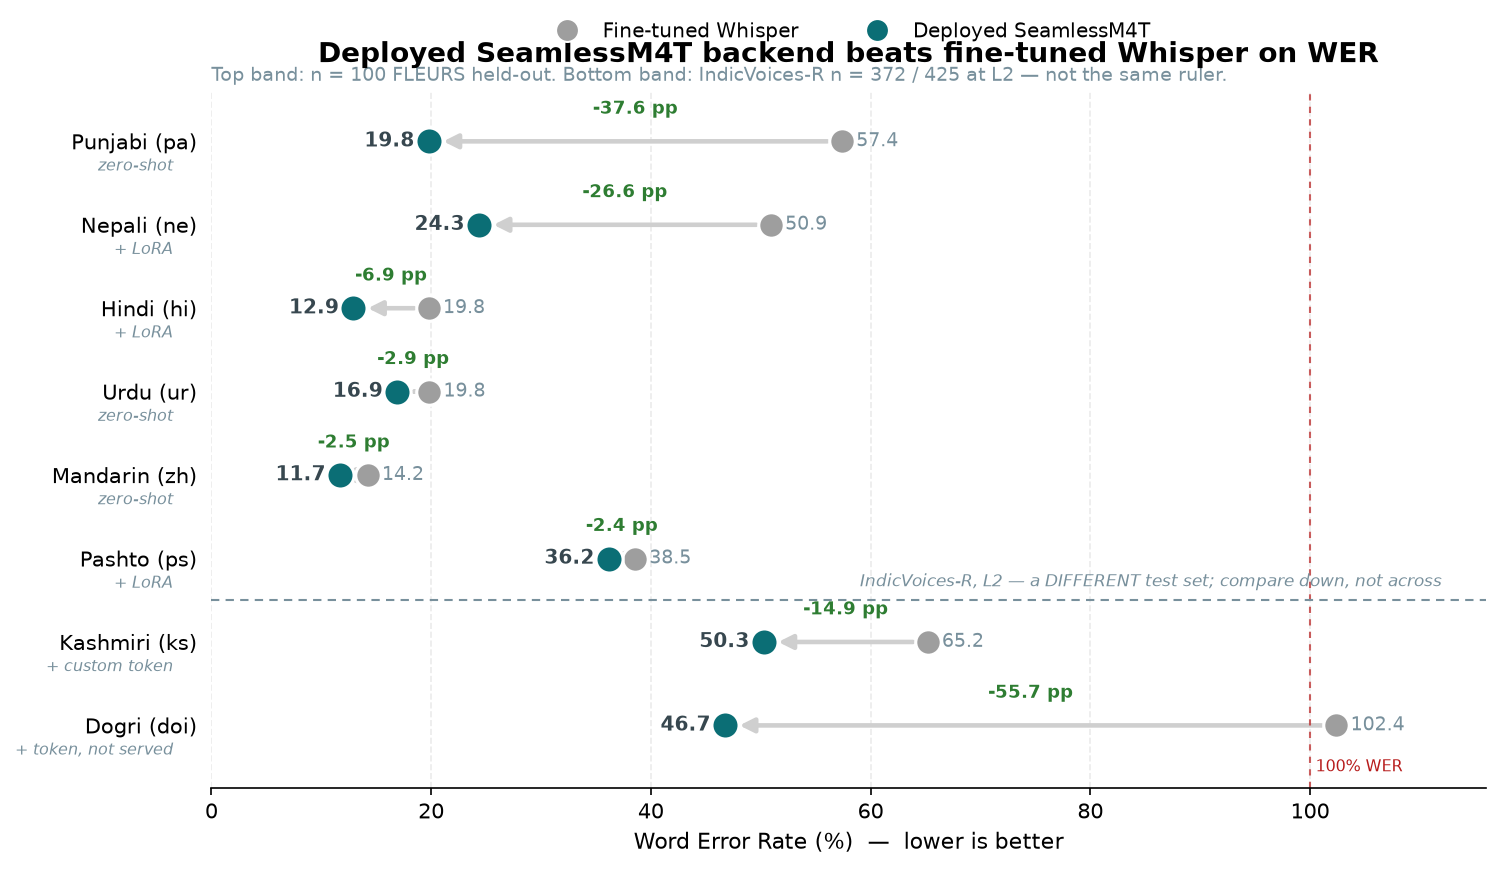 Fine-tuned Whisper
Deployed SeamlessM4T
Deployed SeamlessM4T backend beats fine-tuned Whisper on WER
Top band: n = 100 FLEURS held-out. Bottom band: IndicVoices-R n = 372 / 425 at L2 — not the same ruler.
-37.6 pp
Punjabi (pa) 19.8 57.4
zero-shot
-26.6 pp
Nepali (ne) 24.3 50.9
+ LoRA
-6.9 pp
Hindi (hi) 12.9 19.8
+ LoRA
-2.9 pp
Urdu (ur) 16.9 19.8
zero-shot
-2.5 pp
Mandarin (zh) 11.7 14.2
zero-shot
-2.4 pp
Pashto (ps) 36.2 38.5
+ LoRA
IndicVoices-R, L2 — a DIFFERENT test set; compare down, not across
-14.9 pp
Kashmiri (ks) 50.3 65.2
+ custom token
-55.7 pp
Dogri (doi) 46.7 102.4
+ token, not served
100% WER
0 20 40 60 80 100
Word Error Rate (%) — lower is better